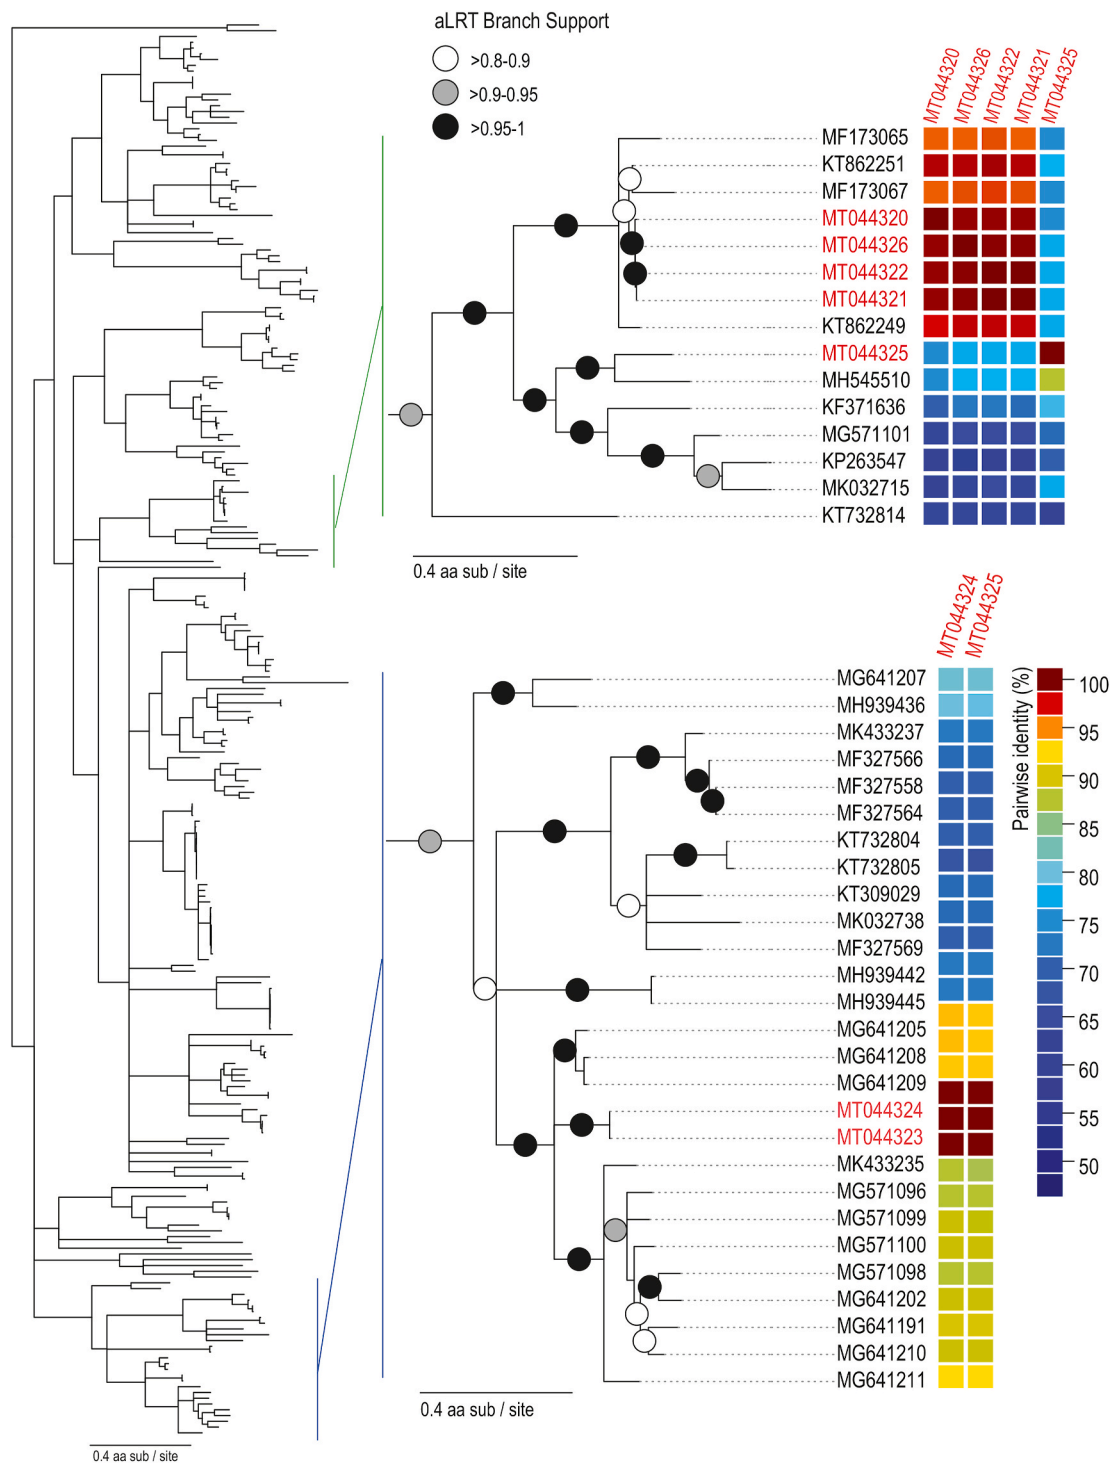 aLRT Branch Support
>0.8-0.9
>0.9-0.95
>0.95-1
MT044320
MT044326
MT044322
MT044321
MT044325
MF173065
KT862251
MF173067
MT044320
MT044326
MT044322
MT044321
KT862249
MT044325
MH545510
KF371636
MG571101
KP263547
MK032715
KT732814
0.4 aa sub / site
MT044324
MT044325
MG641207
MH939436
MK433237
MF327566
MF327558
MF327564
KT732804
KT732805
KT309029
MK032738
MF327569
MH939442
MH939445
MG641205
MG641208
MG641209
MT044324
MT044323
MK433235
MG571096
MG571099
MG571100
MG571098
MG641202
MG641191
MG641210
MG641211
Pairwise identity (%)
100
95
90
85
80
75
70
65
60
55
50
0.4 aa sub / site
0.4 aa sub / site